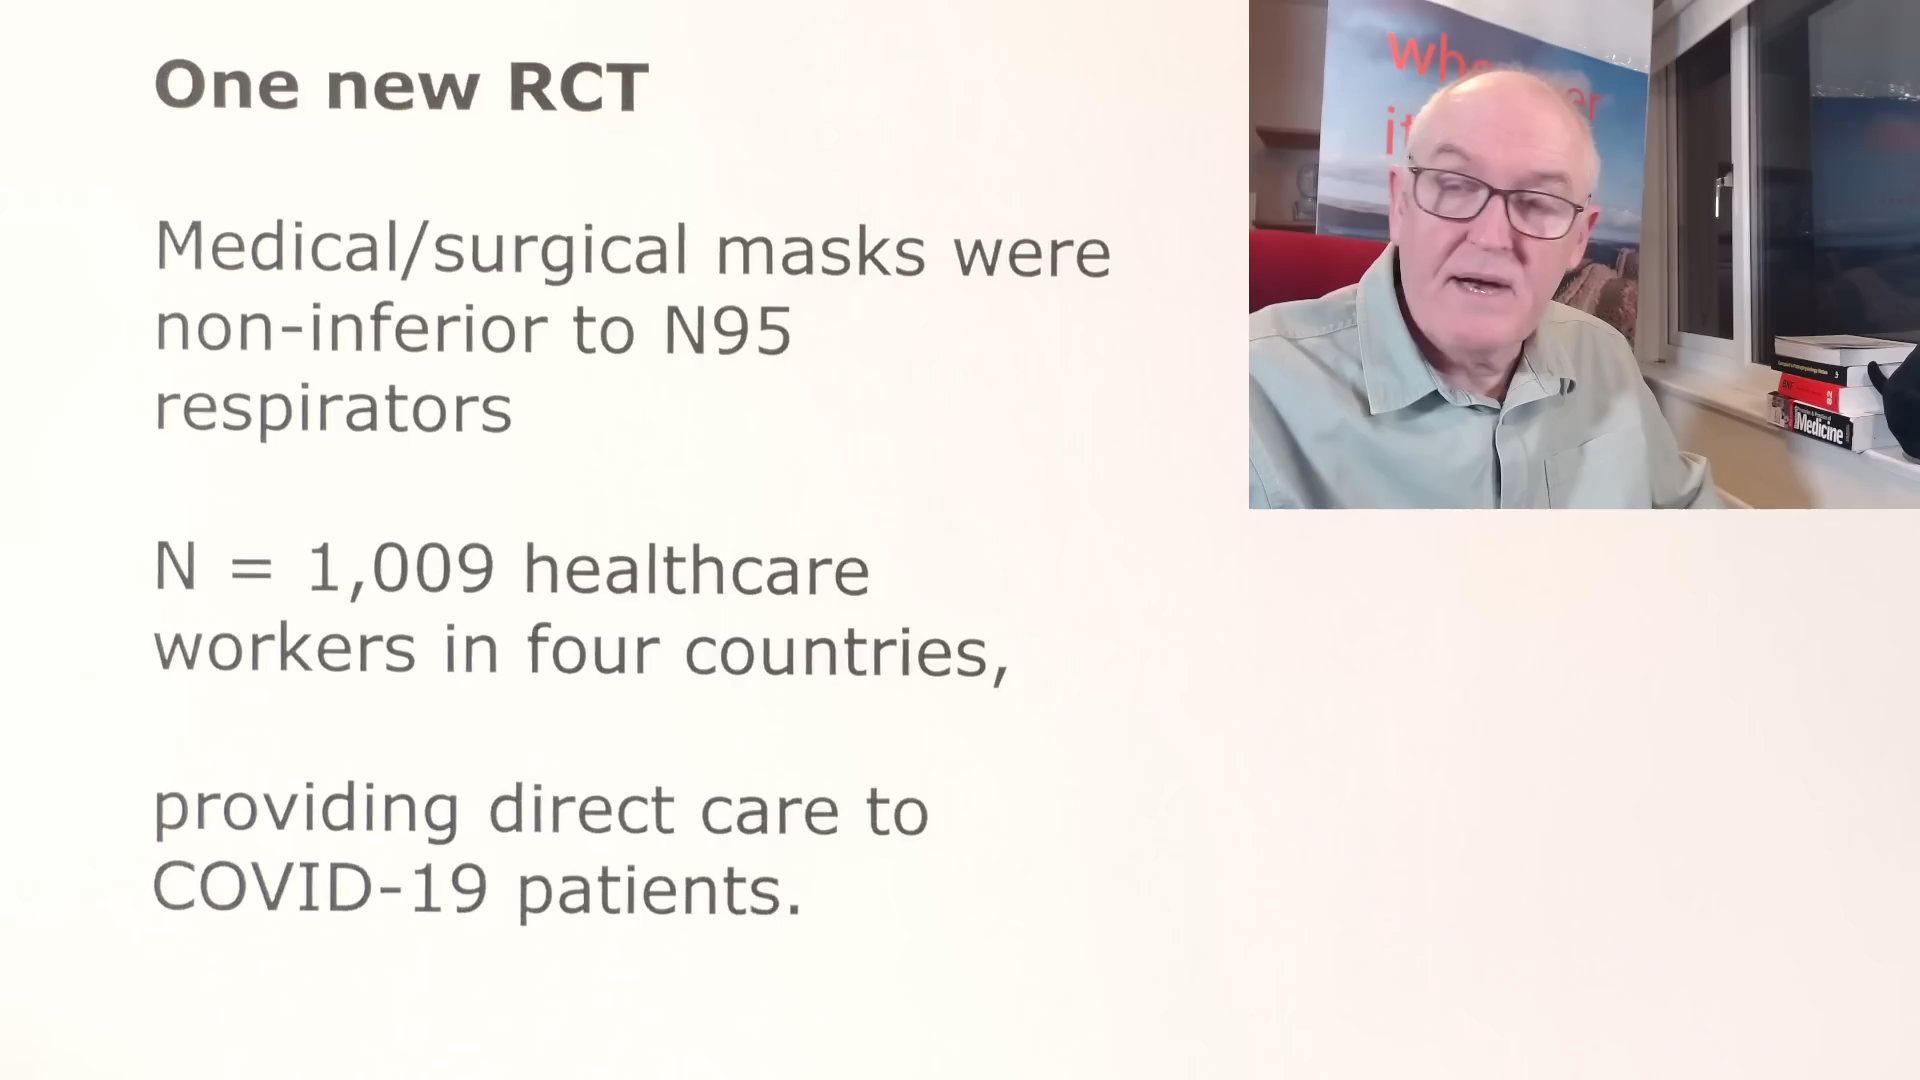 One new RCT
Medical/surgical masks were
non-inferior to N95
respirators
N = 1,009 healthcare
workers in four countries,
providing direct care to
COVID-19 patients.
Medicine